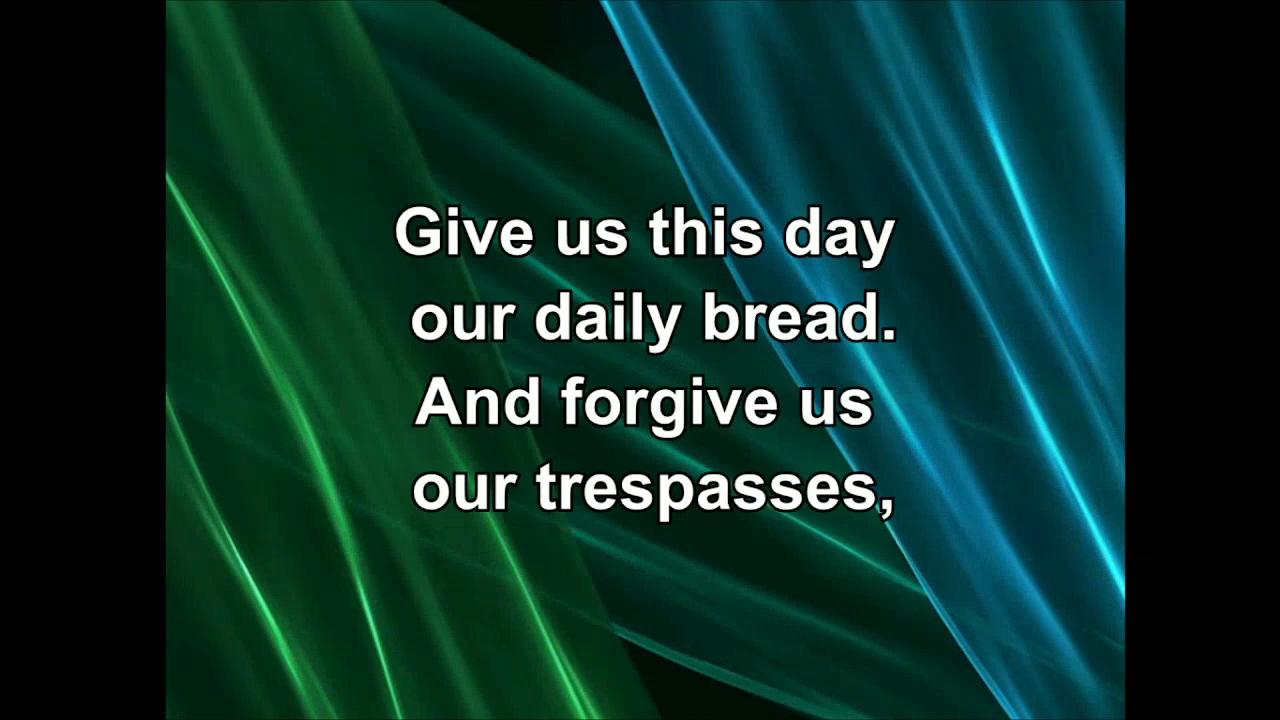 Give us this day
our daily bread.
And forgive us
our trespasses,